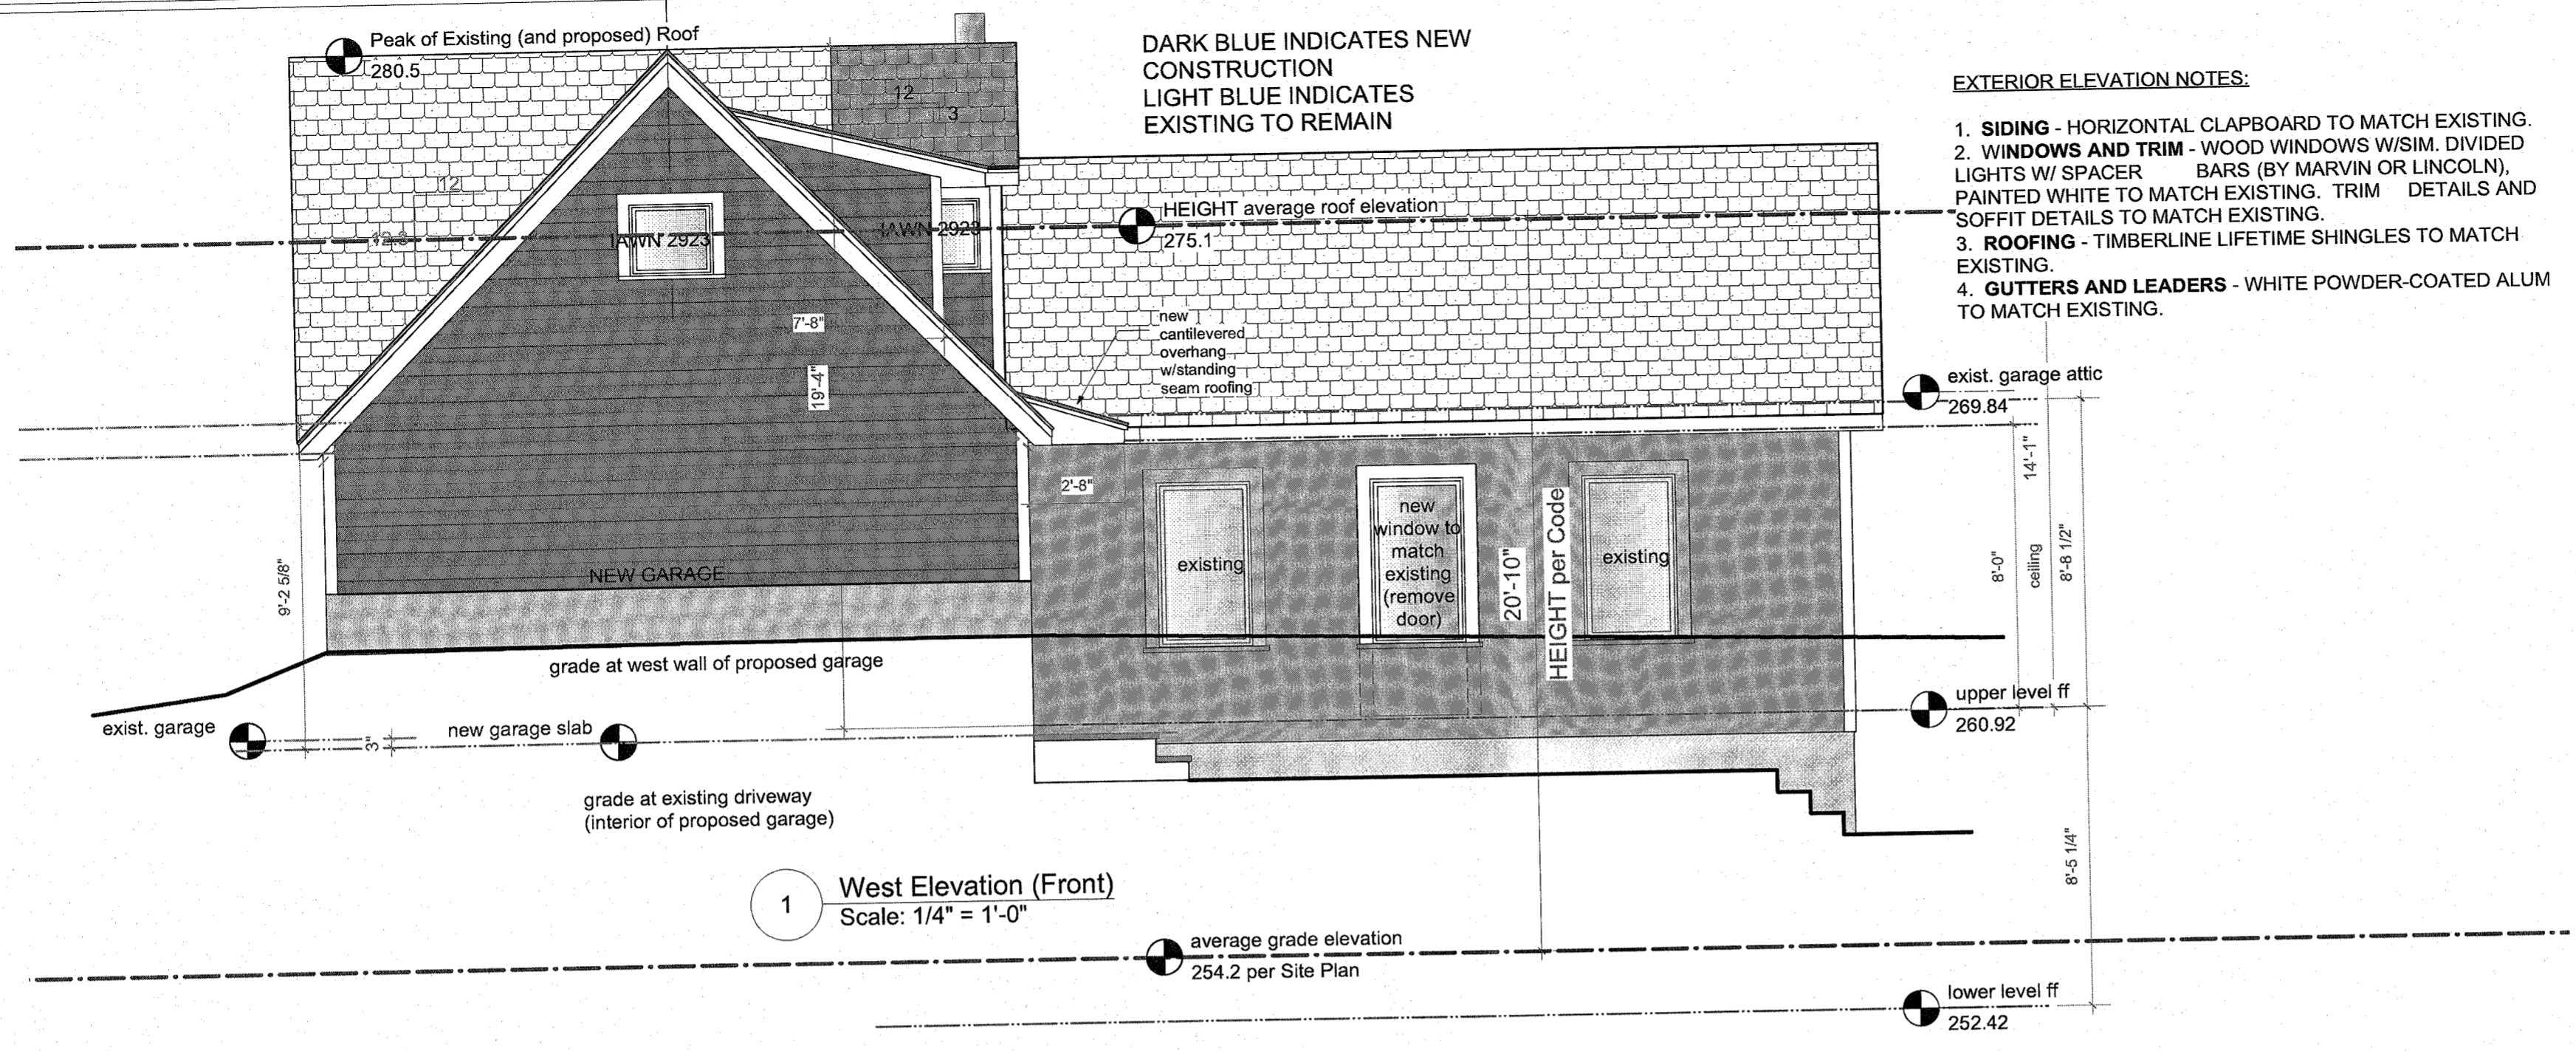 Peak of Existing (and proposed) Roof
280.5
DARK BLUE INDICATES NEW
CONSTRUCTION
LIGHT BLUE INDICATES
EXISTING TO REMAIN
EXTERIOR ELEVATION NOTES:
1. SIDING - HORIZONTAL CLAPBOARD TO MATCH EXISTING.
2. WINDOWS AND TRIM - WOOD WINDOWS W/SIM. DIVIDED
LIGHTS W/ SPACER BARS (BY MARVIN OR LINCOLN),
PAINTED WHITE TO MATCH EXISTING. TRIM DETAILS AND
SOFFIT DETAILS TO MATCH EXISTING.
3. ROOFING - TIMBERLINE LIFETIME SHINGLES TO MATCH
EXISTING.
4. GUTTERS AND LEADERS - WHITE POWDER-COATED ALUM
TO MATCH EXISTING.
12
3
12
12.3
IAWN 2923
IAWN 2923
HEIGHT average roof elevation
275.1
7'-8"
19'-4"
new
cantilevered
overhang
w/standing
seam roofing
exist. garage attic
269.84
14'-1"
2'-8"
existing
new
window to
match
existing
(remove
door)
20'-10"
HEIGHT per Code
existing
8'-0"
ceiling
8'-8 1/2"
9'-2 5/8"
NEW GARAGE
grade at west wall of proposed garage
upper level ff
260.92
exist. garage
3"
new garage slab
grade at existing driveway
(interior of proposed garage)
8'-5 1/4"
1
West Elevation (Front)
Scale: 1/4" = 1'-0"
average grade elevation
254.2 per Site Plan
lower level ff
252.42